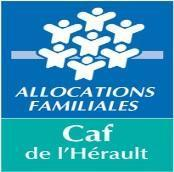 ALLOCATIONS
FAMILIALES
Caf
de l'Hérault